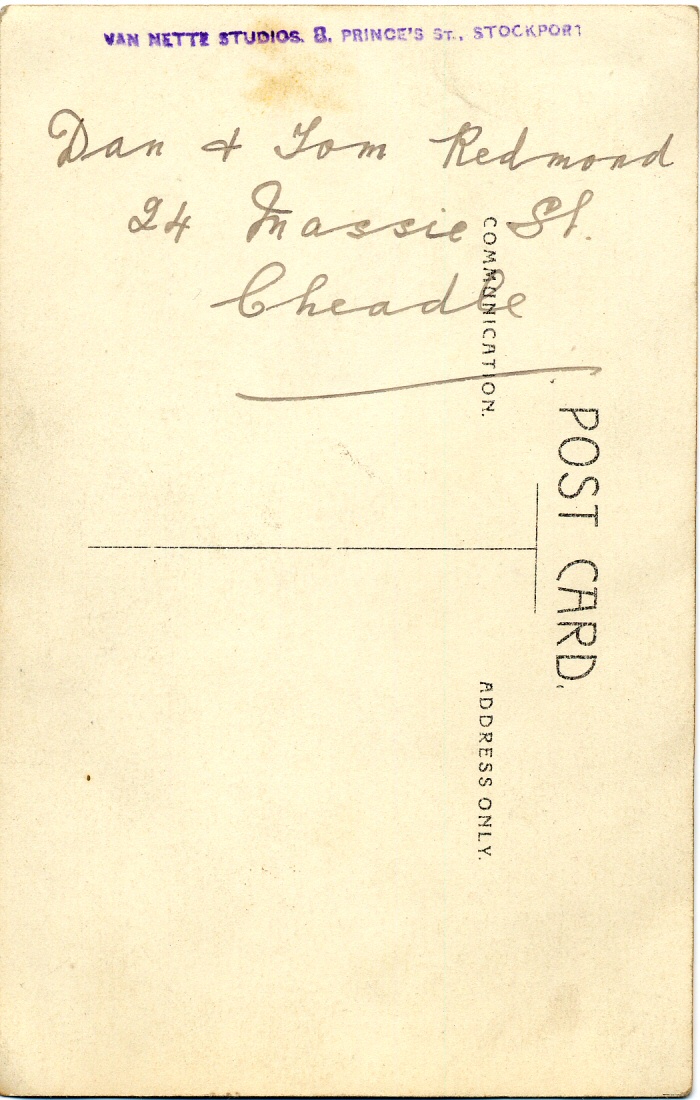 VAN NETTE STUDIOS. 8. PRINCE'S ST., STOCKPORT
Dan & Tom Redmond
24 Massie St.
Cheadle
COMMUNICATION.
POST CARD.
ADDRESS ONLY.